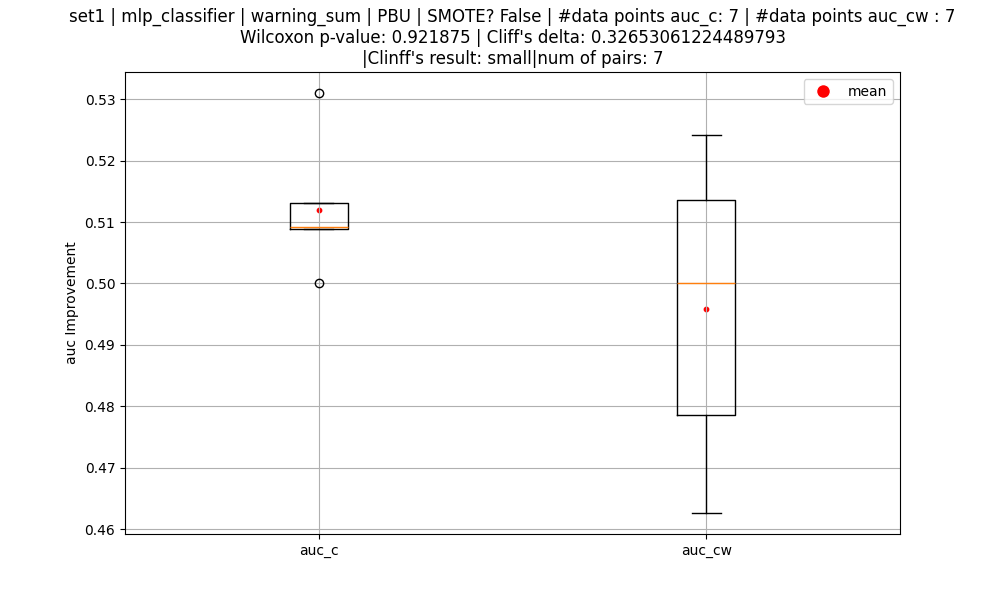 set1 | mlp_classifier | warning_sum | PBU | SMOTE? False | #data points auc_c: 7 | #data points auc_cw : 7
Wilcoxon p-value: 0.921875 | Cliff's delta: 0.32653061224489793
|Clinff's result: small|num of pairs: 7
mean
0.53
0.52
0.51
0.50
0.49
0.48
0.47
0.46
auc Improvement
auc_c
auc_cw